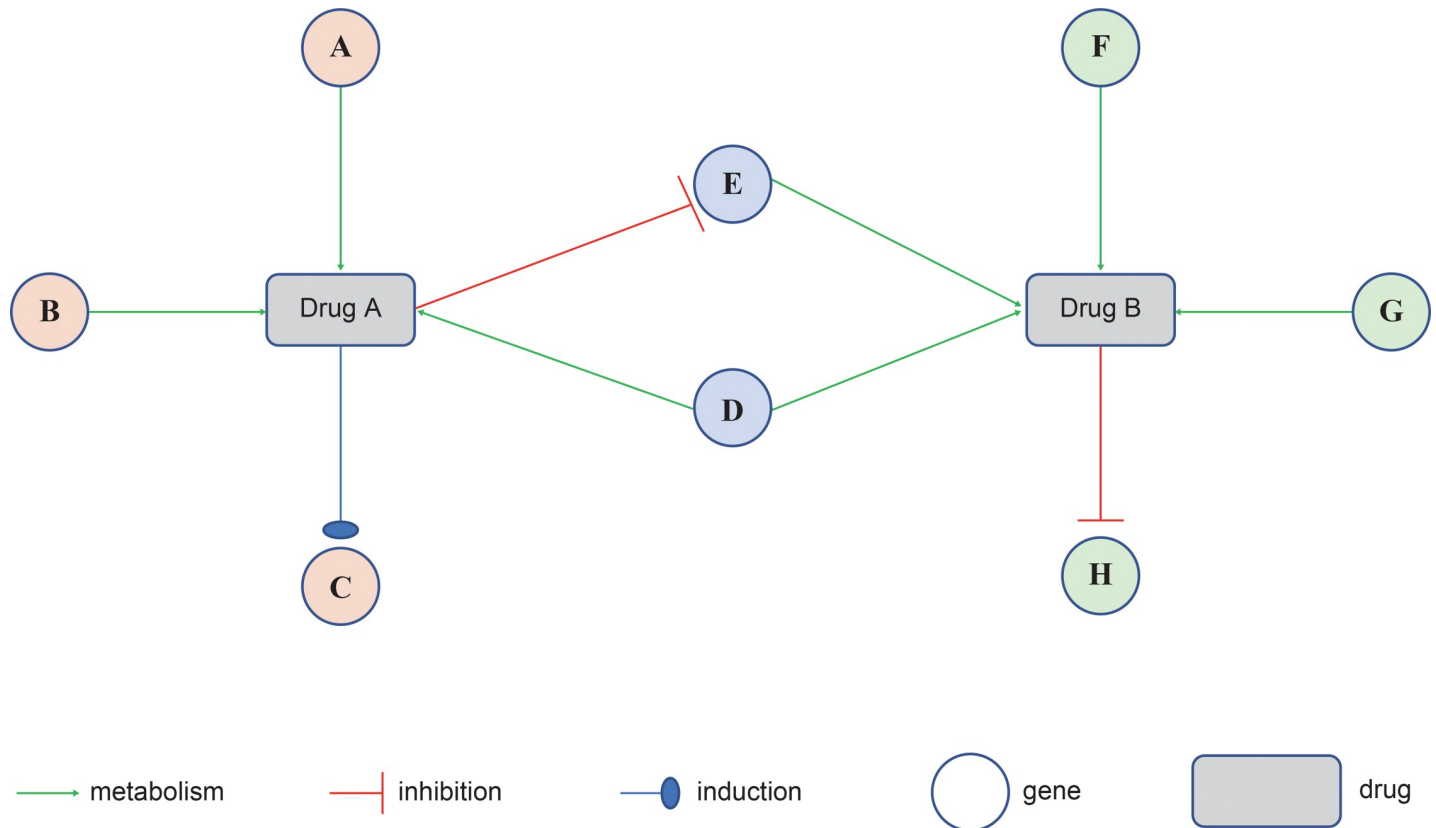 A
F
E
B
Drug A
Drug B
G
D
C
H
metabolism
inhibition
induction
gene
drug